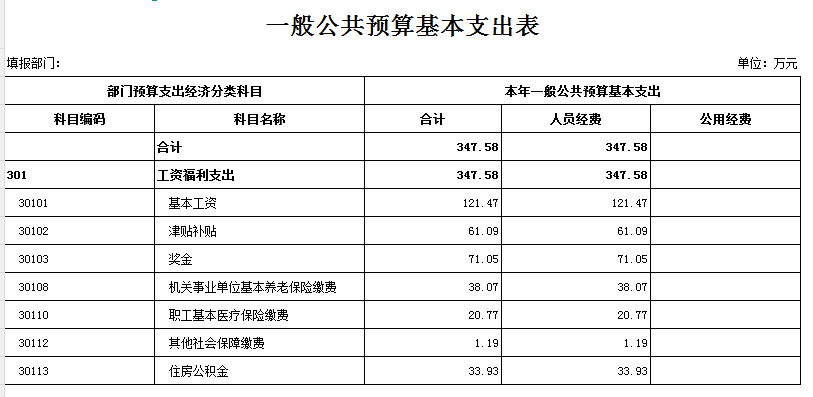 一般公共预算基本支出表
填报部门: 单位: 万元
部门预算支出经济分类科目 本年一般公共预算基本支出
科目编码 科目名称 合计 人员经费 公用经费
合计 347.58 347.58
301 工资福利支出 347.58 347.58
30101 基本工资 121.47 121.47
30102 津贴补贴 61.09 61.09
30103 奖金 71.05 71.05
30108 机关事业单位基本养老保险缴费 38.07 38.07
30110 职工基本医疗保险缴费 20.77 20.77
30112 其他社会保障缴费 1.19 1.19
30113 住房公积金 33.93 33.93